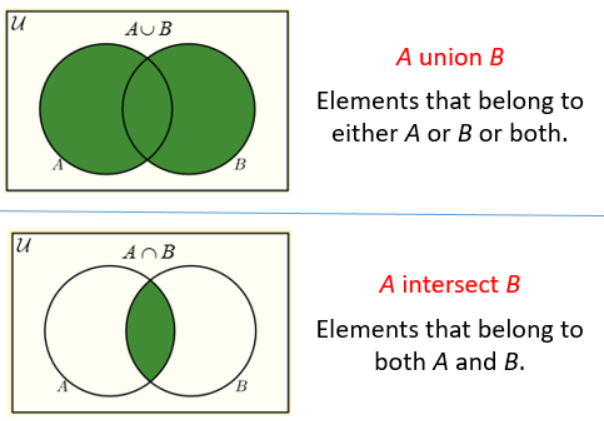 𝒰
A∪B
A
B
A union B
Elements that belong to
either A or B or both.
𝒰
A∩B
A
B
A intersect B
Elements that belong to
both A and B.